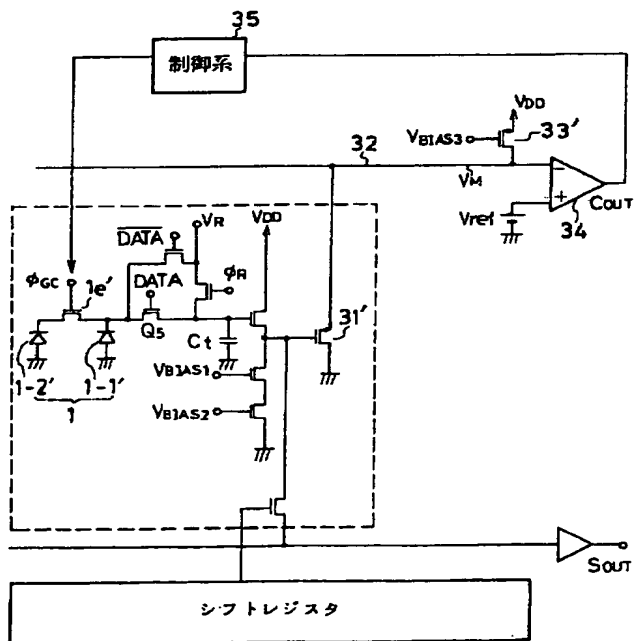 35
制御系
VDD
VBIAS3
33'
32
VM
COUT
Vref
34
VR
VDD
DATA
DATA
φGC
1e'
φR
Q5
Ct
31'
1-2'
1-1'
1
VBIAS1
VBIAS2
SOUT
シフトレジスタ